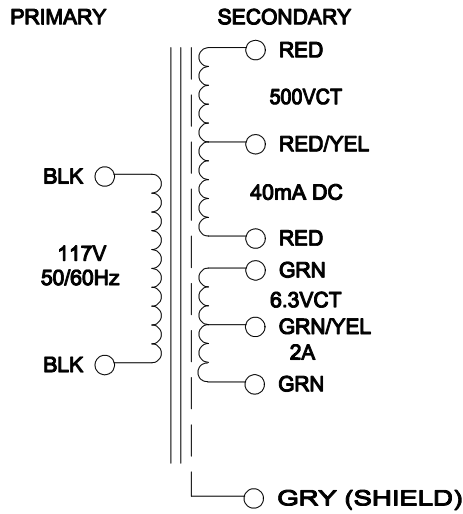 PRIMARY
SECONDARY
RED
500VCT
RED/YEL
BLK
40mA DC
RED
117V
50/60Hz
GRN
6.3VCT
GRN/YEL
2A
BLK
GRN
GRY (SHIELD)